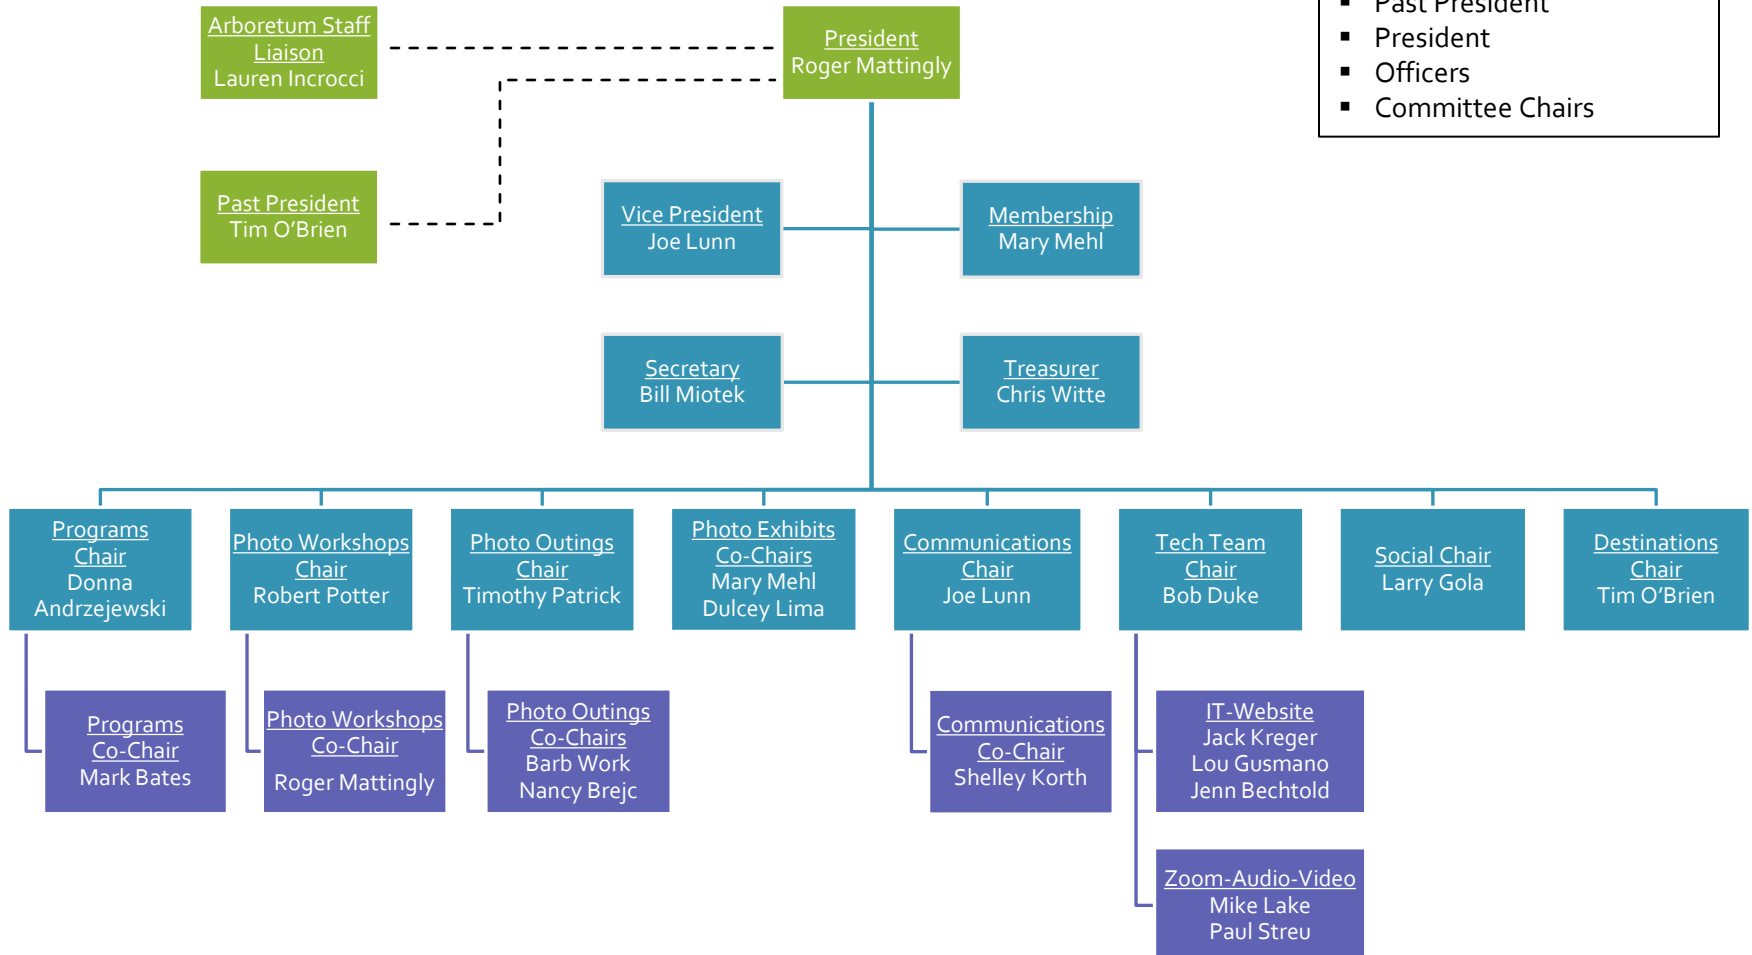 Arboretum Staff
Liaison
Lauren Incrocci
President
Roger Mattingly
▪ Past President
▪ President
▪ Officers
▪ Committee Chairs
Past President
Tim O’Brien
Vice President
Joe Lunn
Membership
Mary Mehl
Secretary
Bill Miotek
Treasurer
Chris Witte
Programs
Chair
Donna
Andrzejewski
Photo Workshops
Chair
Robert Potter
Photo Outings
Chair
Timothy Patrick
Photo Exhibits
Co-Chairs
Mary Mehl
Dulcey Lima
Communications
Chair
Joe Lunn
Tech Team
Chair
Bob Duke
Social Chair
Larry Gola
Destinations
Chair
Tim O’Brien
Programs
Co-Chair
Mark Bates
Photo Workshops
Co-Chair
Roger Mattingly
Photo Outings
Co-Chairs
Barb Work
Nancy Brejc
Communications
Co-Chair
Shelley Korth
IT-Website
Jack Kreger
Lou Gusmano
Jenn Bechtold
Zoom-Audio-Video
Mike Lake
Paul Streu